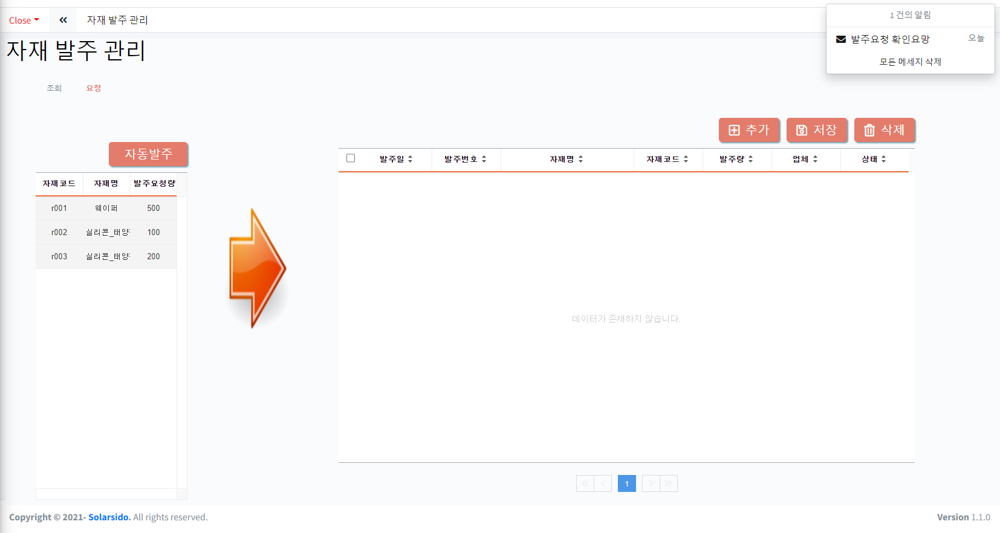 Close
자재 발주 관리
1 건의 알림
발주요청 확인요망 오늘
모든 메세지 삭제
자재 발주 관리
조회 요청
추가 저장 삭제
자동발주
자재코드 자재명 발주요청량
r001 웨이퍼 500
r002 실리콘_태양 100
r003 실리콘_태양 200
발주일 발주번호 자재명 자재코드 발주량 업체 상태
데이터가 존재하지 않습니다.
1
Copyright © 2021- Solarsido. All rights reserved.
Version 1.1.0